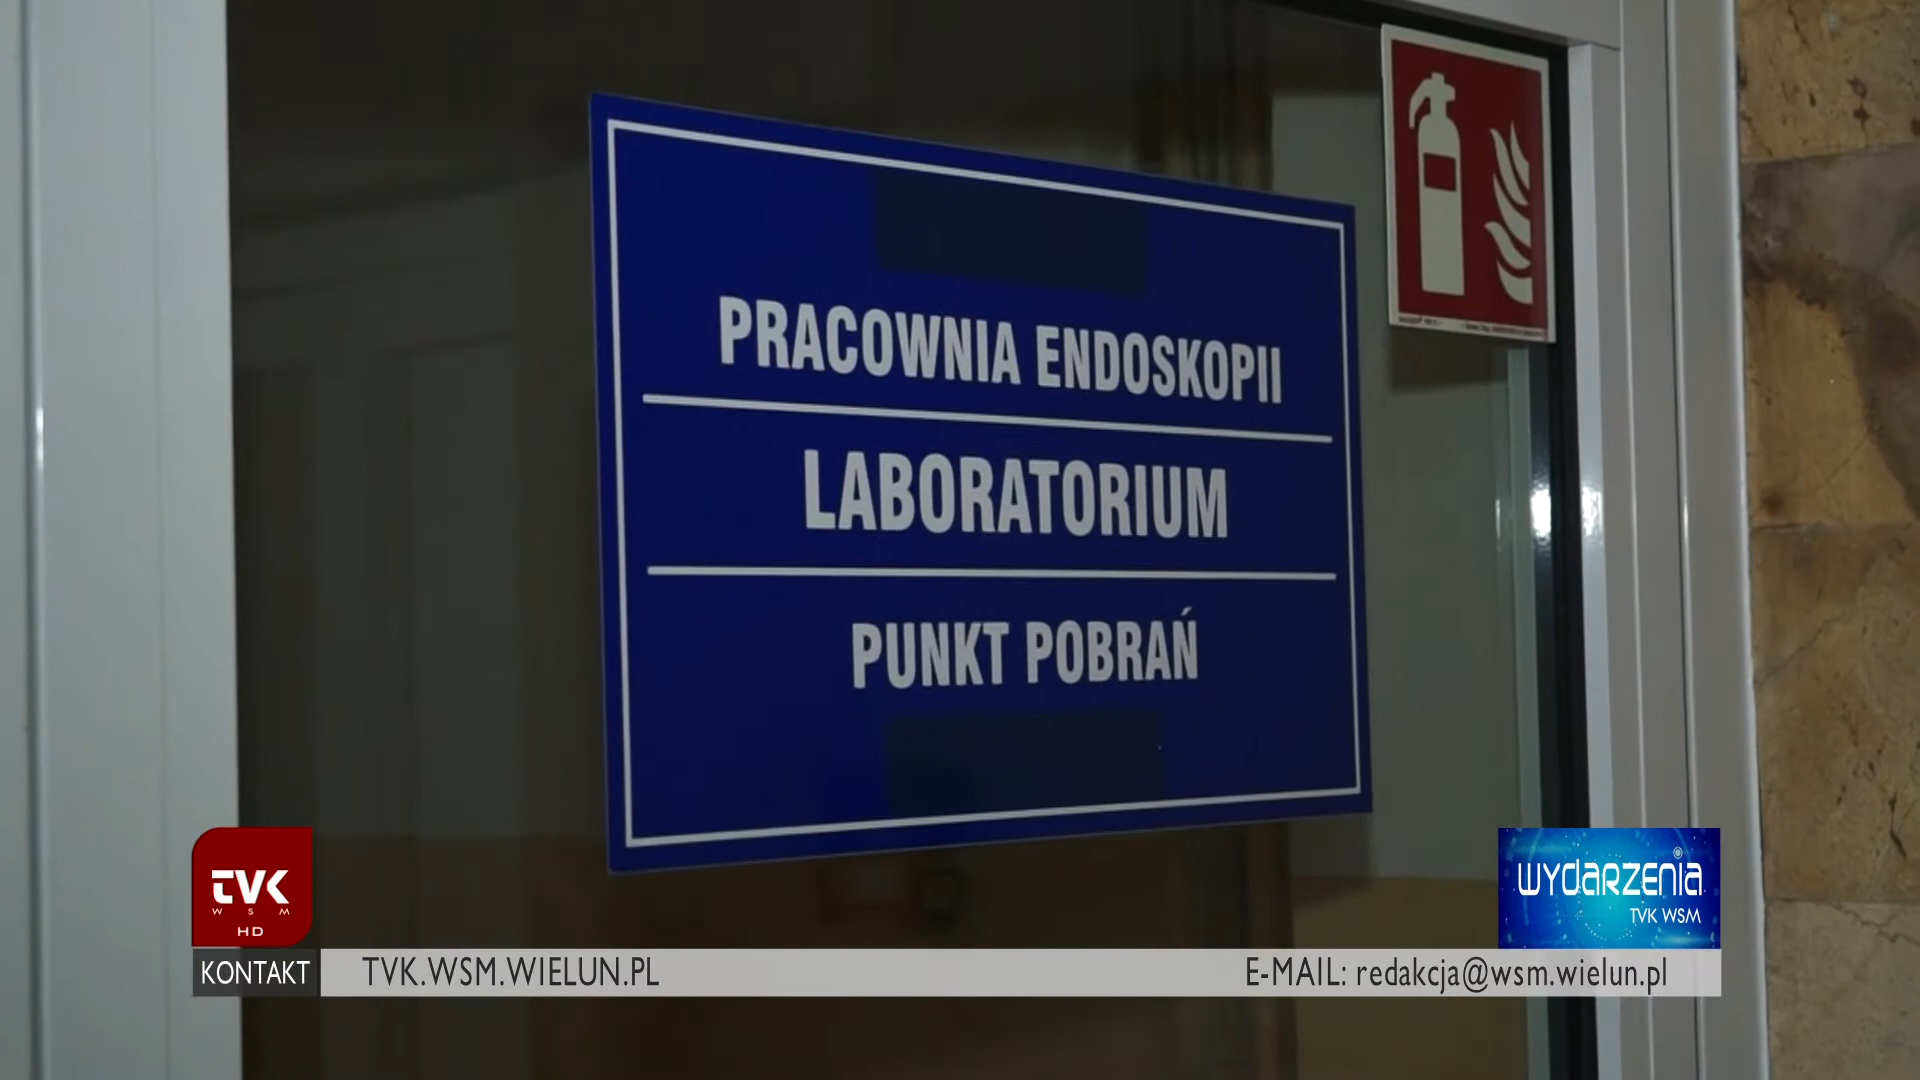 PRACOWNIA ENDOSKOPII
LABORATORIUM
PUNKT POBRAŃ
TVK
WSM
HD
WYDARZENIA
TVK WSM
KONTAKT
TVK.WSM.WIELUN.PL
E-MAIL: redakcja@wsm.wielun.pl